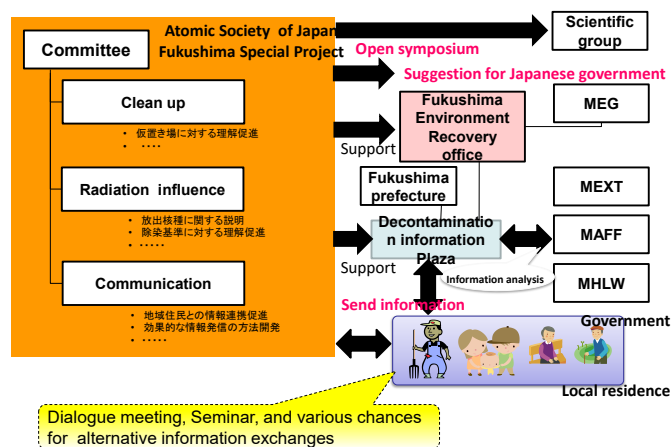 Atomic Society of Japan
Fukushima Special Project
Committee
Clean up
• 仮置き場に対する理解促進
• ‥‥
Radiation influence
• 放出核種に関する説明
• 除染基準に対する理解促進
• ‥‥‥
Communication
• 地域住民との情報連携促進
• 効果的な情報発信の方法開発
• ‥‥‥
Open symposium
Scientific
group
Suggestion for Japanese government
Fukushima
Environment
Recovery
office
MEG
Support
Fukushima
prefecture
MEXT
Decontaminatio
n information
Plaza
MAFF
Support
Information analysis
MHLW
Send information
Government
Local residence
Dialogue meeting, Seminar, and various chances
for alternative information exchanges